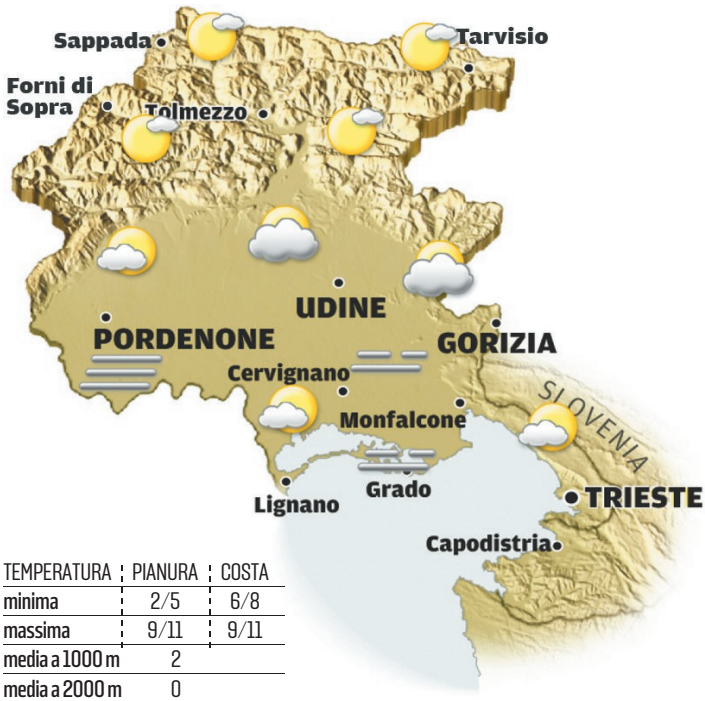 Sappada
Tarvisio
Forni di
Sopra
Tolmezzo
UDINE
PORDENONE
GORIZIA
Cervignano
SLOVENIA
Monfalcone
Grado
Lignano
TRIESTE
Capodistria
TEMPERATURA PIANURA COSTA
minima 2/5 6/8
massima 9/11 9/11
media a 1000 m 2
media a 2000 m 0